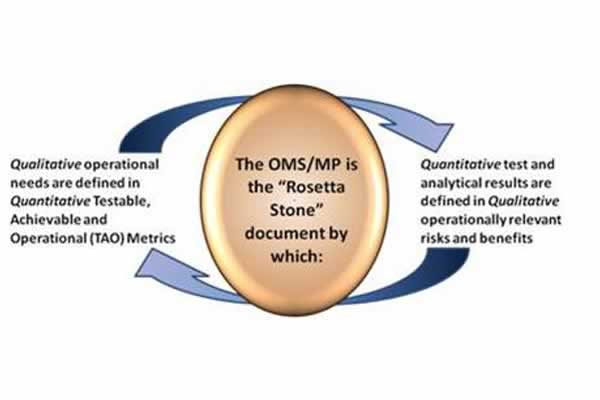 Qualitative operational
needs are defined in
Quantitative Testable,
Achievable and
Operational (TAO) Metrics
The OMS/MP is
the “Rosetta
Stone”
document by
which:
Quantitative test and
analytical results are
defined in Qualitative
operationally relevant
risks and benefits